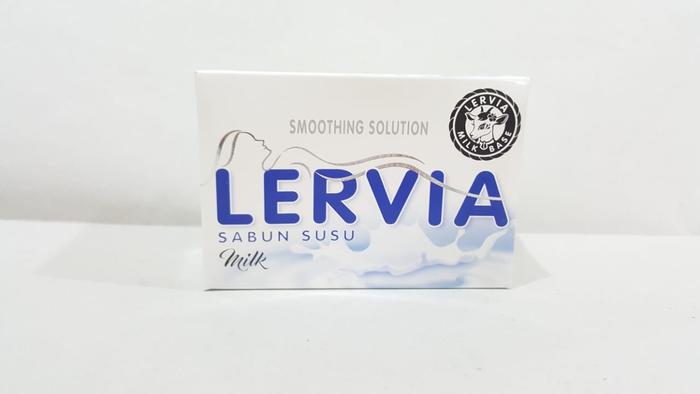 SMOOTHING SOLUTION
LERVIA
MILK BASE
LERVIA
SABUN SUSU
Milk